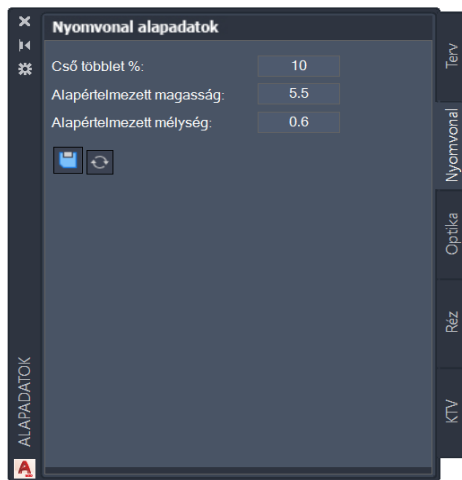 Nyomvonal alapadatok
Cső többlet %: 10
Alapértelmezett magasság: 5.5
Alapértelmezett mélység: 0.6
Terv
Nyomvonal
Optika
Réz
KTV
ALAPADATOK
A